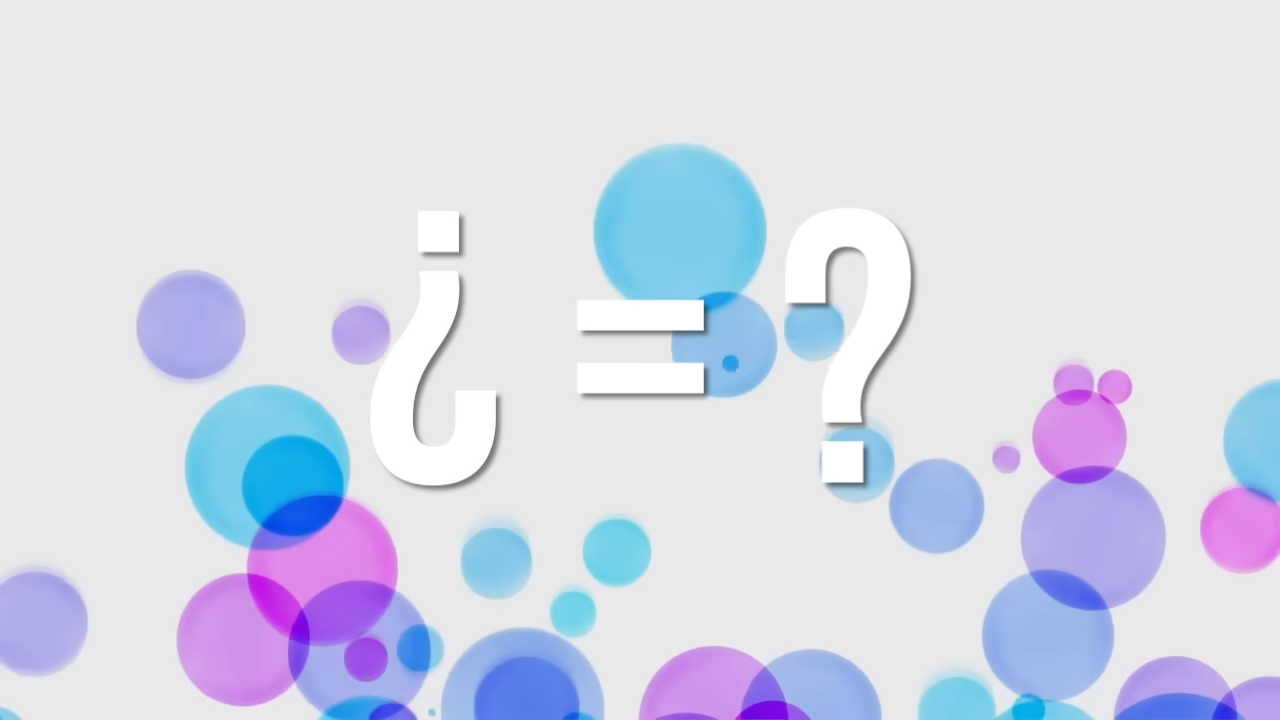 ¿ = ?